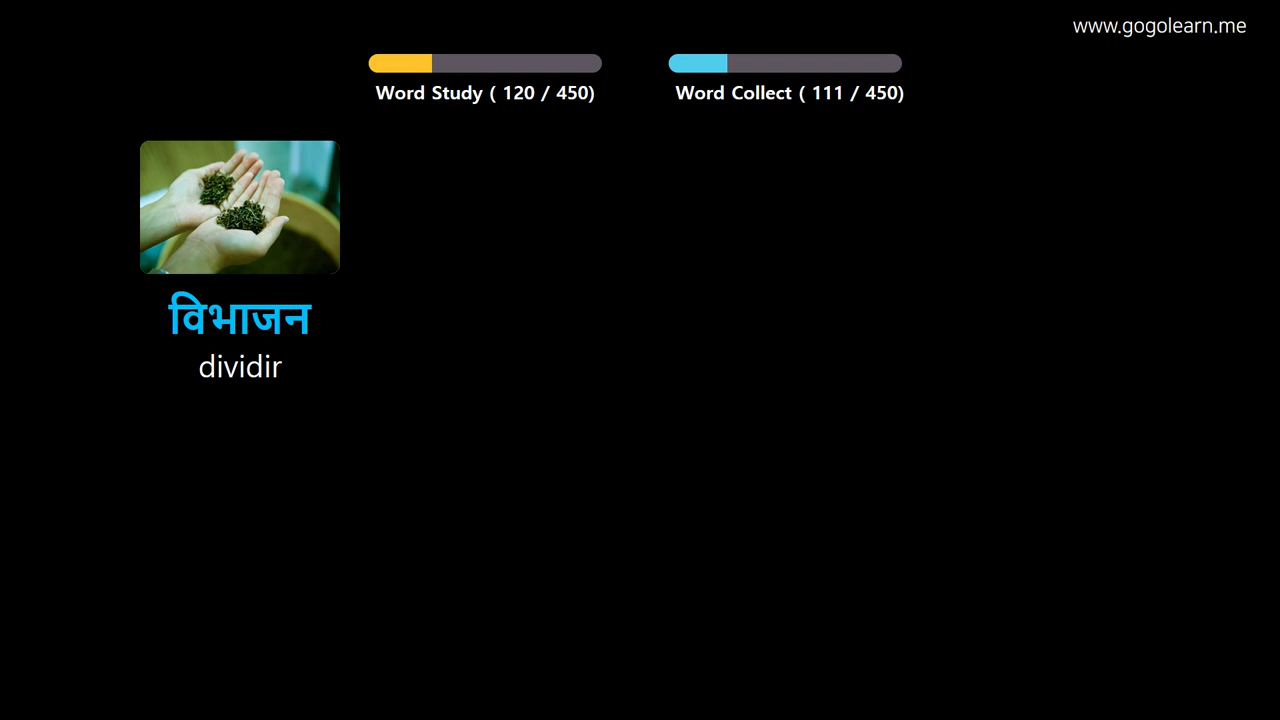 www.gogolearn.me
Word Study ( 120 / 450)
Word Collect ( 111 / 450)
विभाजन
dividir